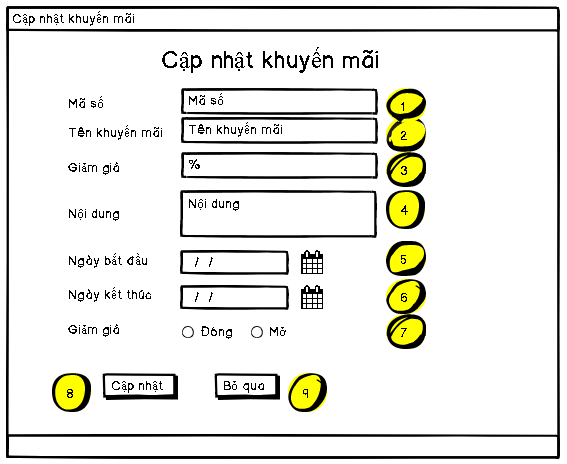 Cập nhật khuyến mãi
Cập nhật khuyến mãi
Mã số Mã số 1
Tên khuyến mãi Tên khuyến mãi 2
Giảm giá % 3
Nội dung Nội dung 4
Ngày bắt đầu / / 5
Ngày kết thúc / / 6
Giảm giá Đóng Mở 7
8 Cập nhật Bỏ qua 9